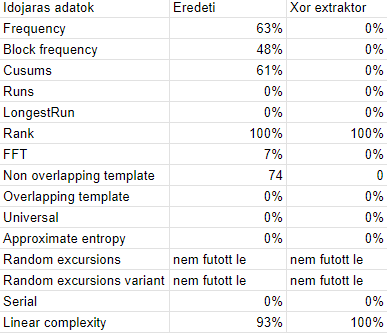 Idojaras adatok Eredeti Xor extraktor
Frequency 63% 0%
Block frequency 48% 0%
Cusums 61% 0%
Runs 0% 0%
LongestRun 0% 0%
Rank 100% 100%
FFT 7% 0%
Non overlapping template 74 0
Overlapping template 0% 0%
Universal 0% 0%
Approximate entropy 0% 0%
Random excursions nem futott le nem futott le
Random excursions variant nem futott le nem futott le
Serial 0% 0%
Linear complexity 93% 100%